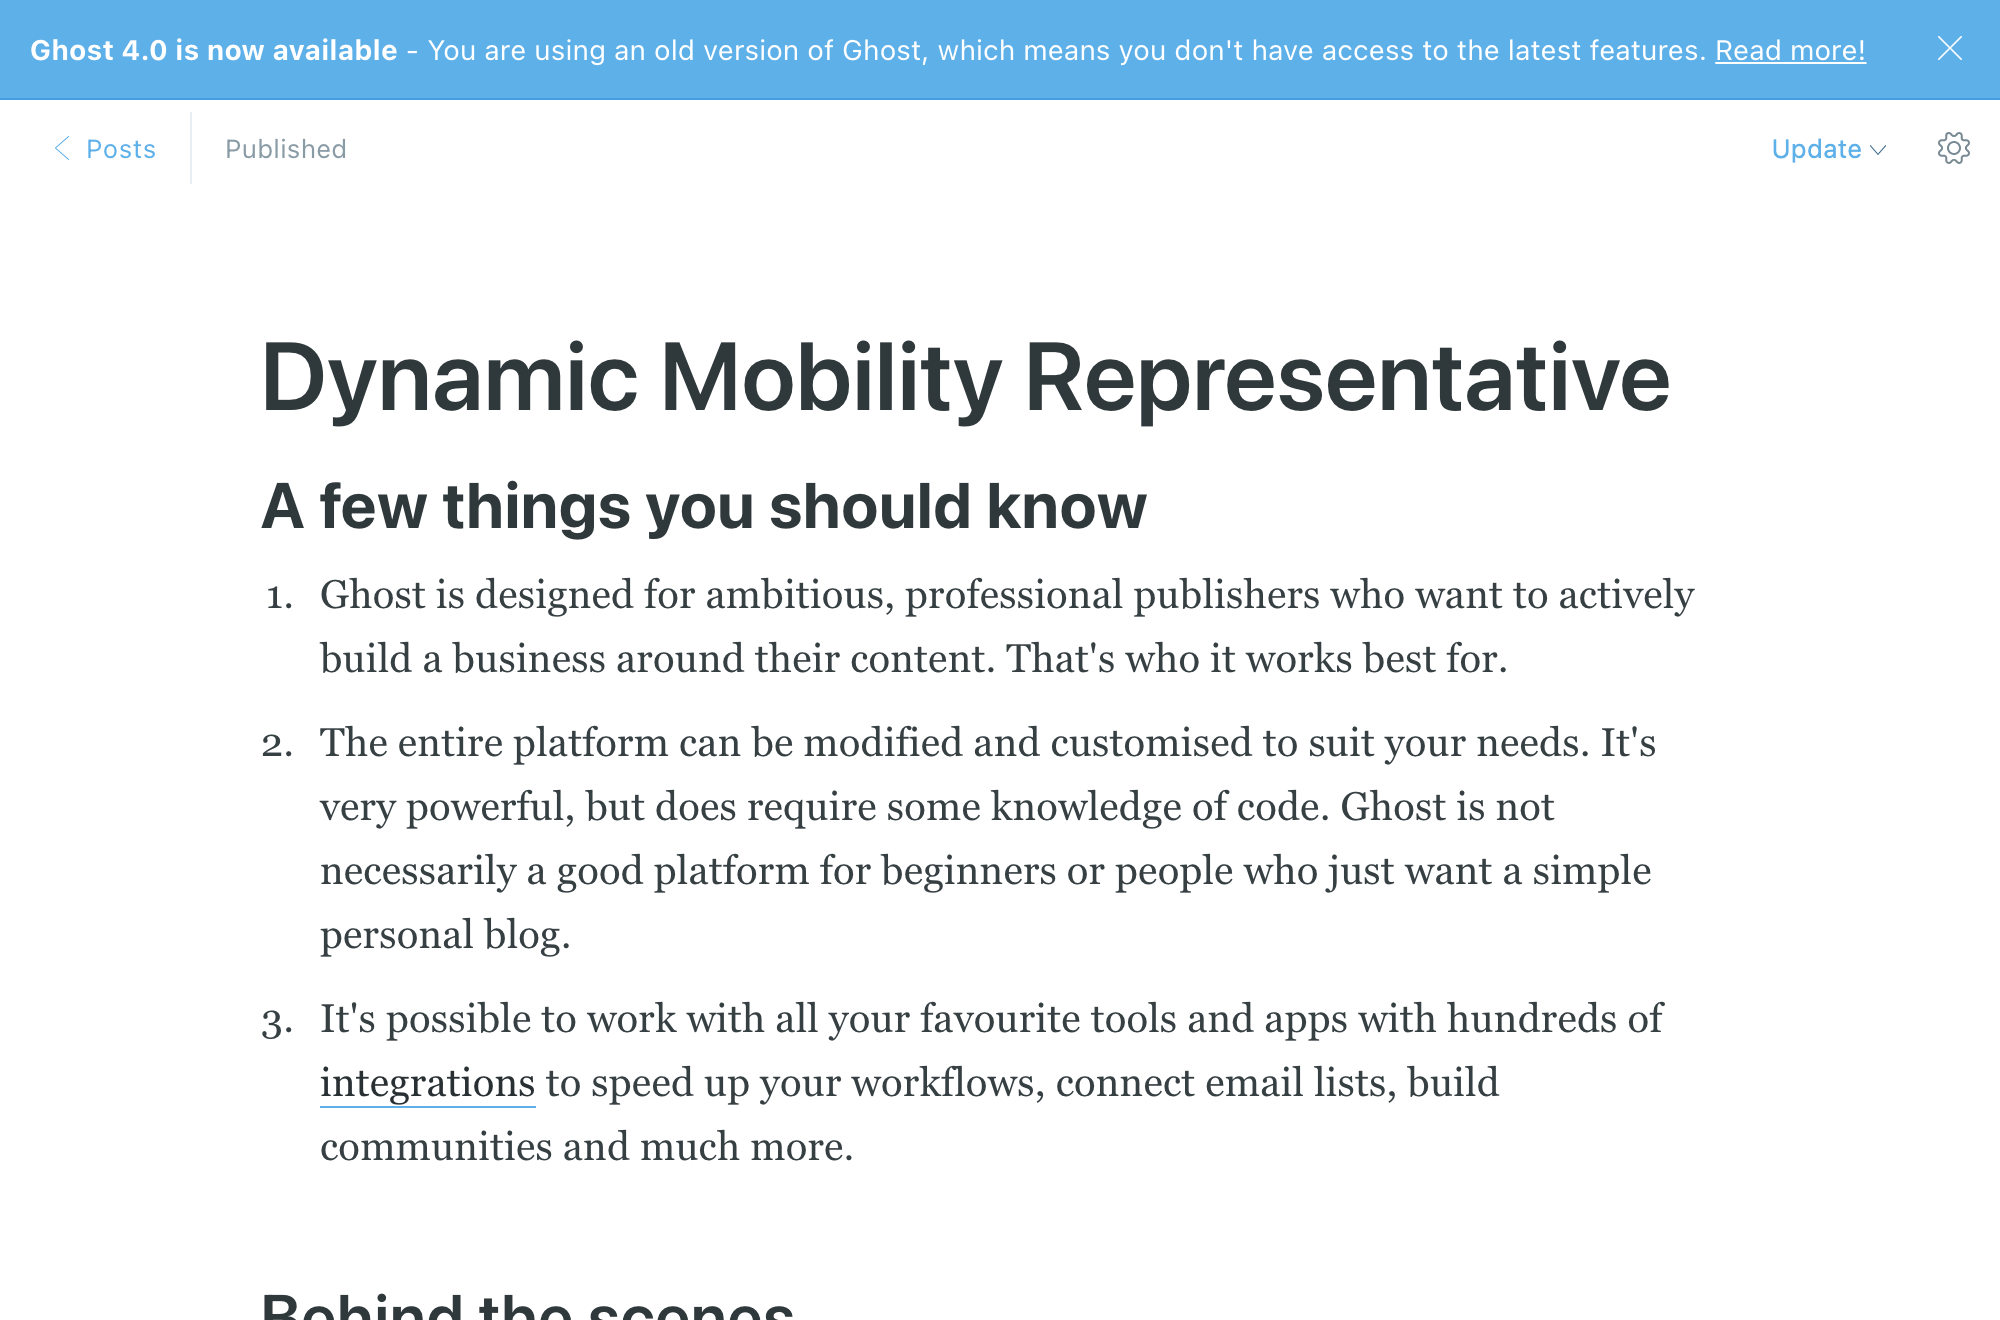 Ghost 4.0 is now available - You are using an old version of Ghost, which means you don't have access to the latest features. Read more!
Posts
Published
Update
Dynamic Mobility Representative
A few things you should know
1. Ghost is designed for ambitious, professional publishers who want to actively
build a business around their content. That's who it works best for.
2. The entire platform can be modified and customised to suit your needs. It's
very powerful, but does require some knowledge of code. Ghost is not
necessarily a good platform for beginners or people who just want a simple
personal blog.
3. It's possible to work with all your favourite tools and apps with hundreds of
integrations to speed up your workflows, connect email lists, build
communities and much more.
Behind the scenes